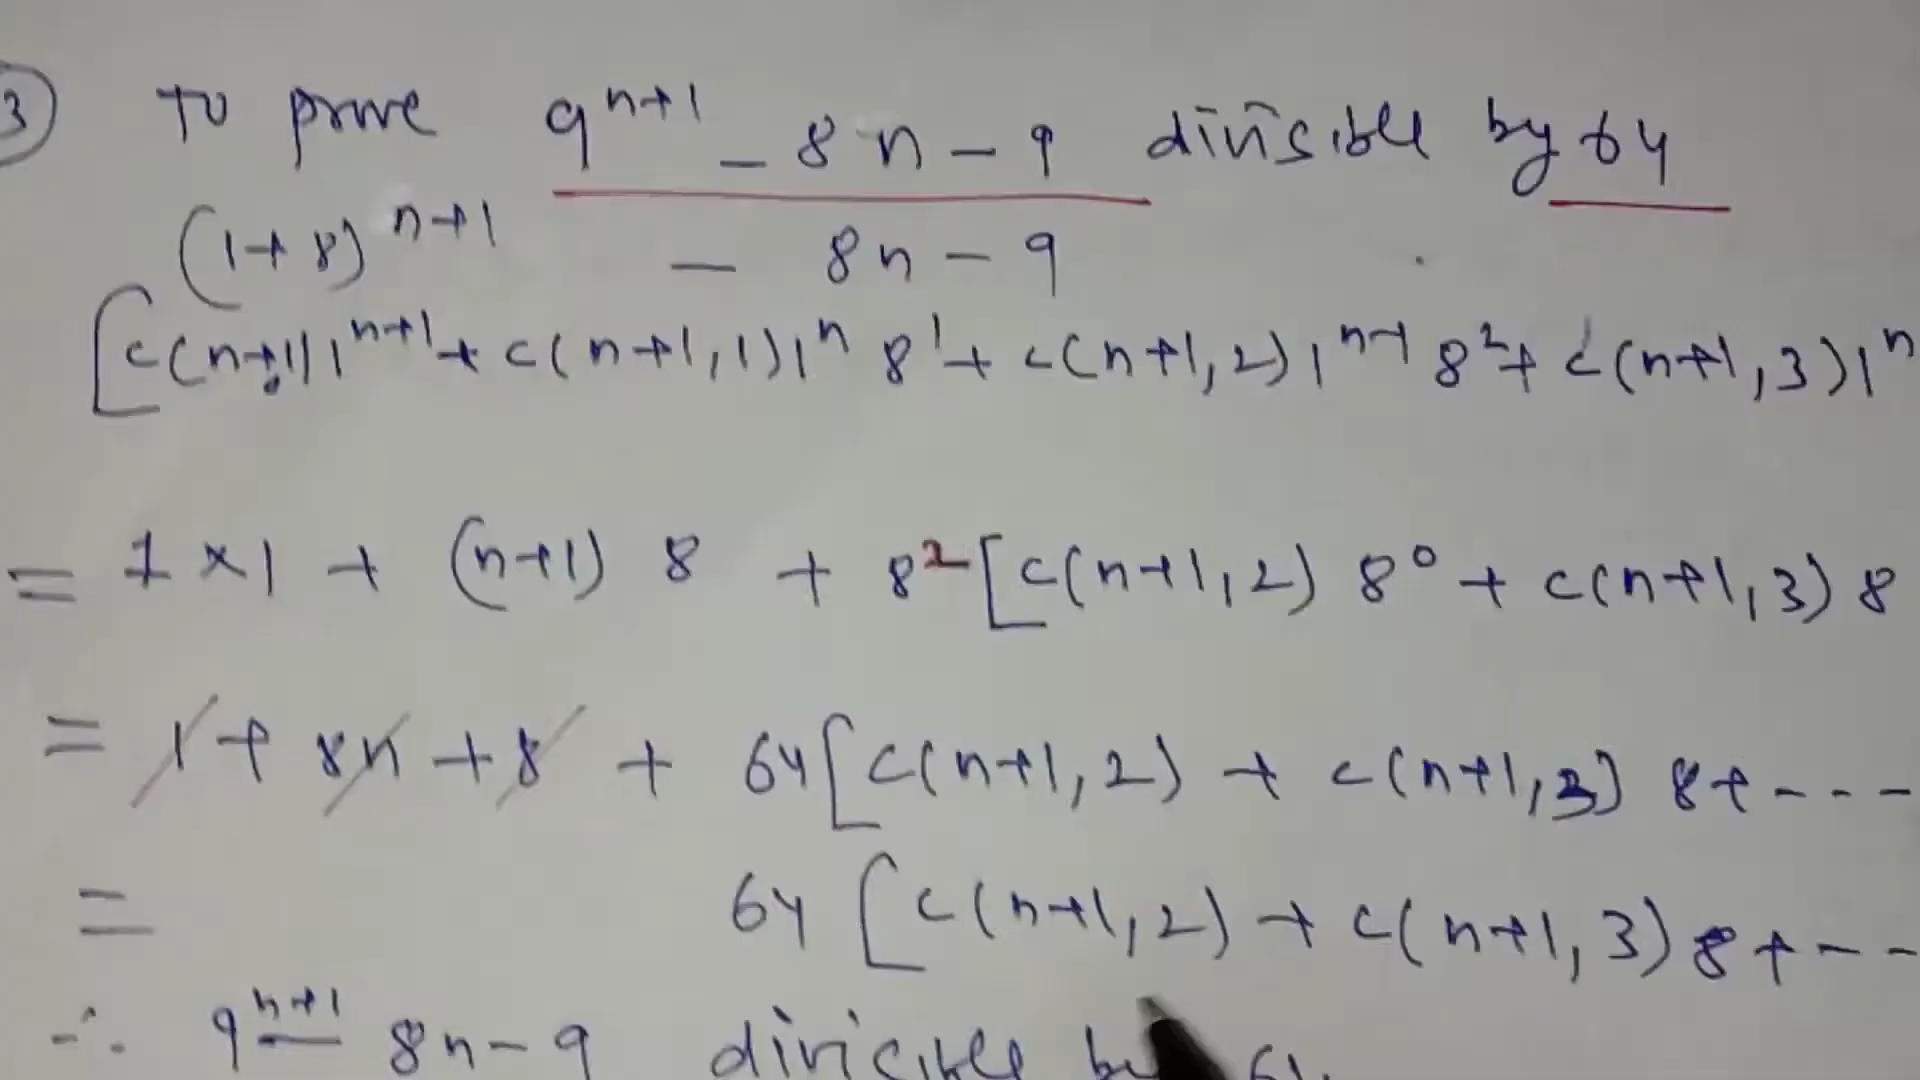 3 To prove 9^{n+1} - 8n - 9 divisible by 64
(1+8)^{n+1} - 8n - 9
[c(n+1)1^{n+1} + c(n+1,1)1^n 8^1 + c(n+1,2)1^{n-1} 8^2 + c(n+1,3)1^n
= 1 × 1 + (n+1) 8 + 8^2 [c(n+1,2) 8^0 + c(n+1,3) 8
= 1 + 8n + 8 + 64 [c(n+1,2) + c(n+1,3) 8 + - - -
= 64 [c(n+1,2) + c(n+1,3) 8 + - -
∴ 9^{n+1} - 8n - 9 divisible by